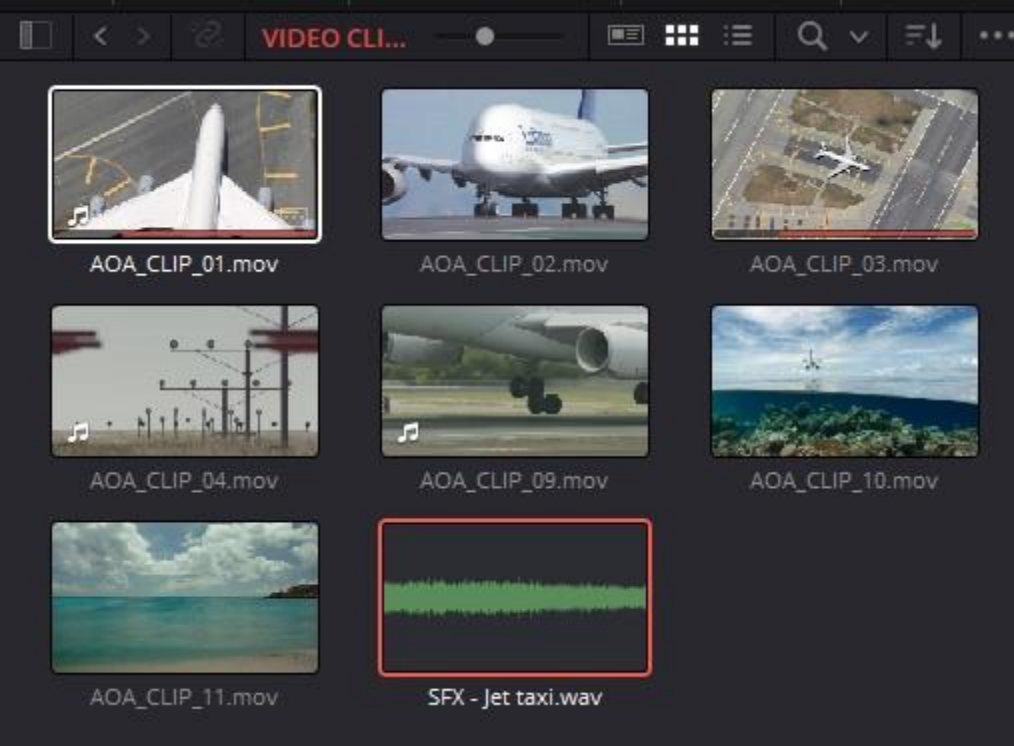 VIDEO CLI...
AOA_CLIP_01.mov
AOA_CLIP_02.mov
AOA_CLIP_03.mov
AOA_CLIP_04.mov
AOA_CLIP_09.mov
AOA_CLIP_10.mov
AOA_CLIP_11.mov
SFX - Jet taxi.wav